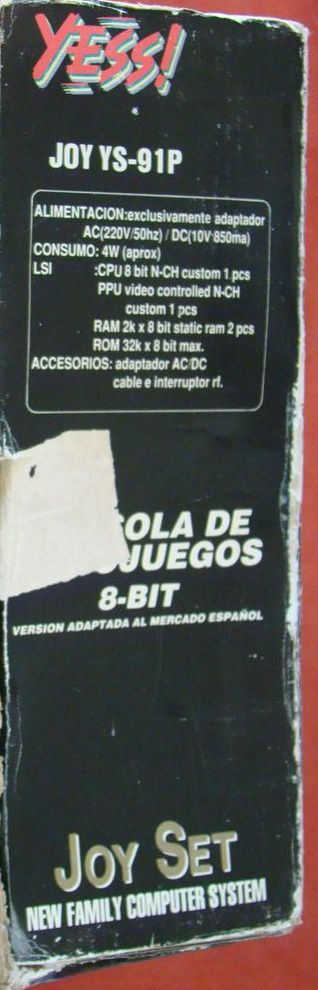 YESS!
JOY YS-91P
ALIMENTACION:exclusivamente adaptador
AC(220V/50hz) / DC(10V·850ma)
CONSUMO: 4W (aprox)
LSI :CPU 8 bit N-CH custom 1 pcs
PPU video controlled N-CH
custom 1 pcs
RAM 2k x 8 bit static ram 2 pcs
ROM 32k x 8 bit max.
ACCESORIOS: adaptador AC/DC
cable e interruptor rf.
SOLA DE
JUEGOS
8-BIT
VERSION ADAPTADA AL MERCADO ESPAÑOL
JOY SET
NEW FAMILY COMPUTER SYSTEM